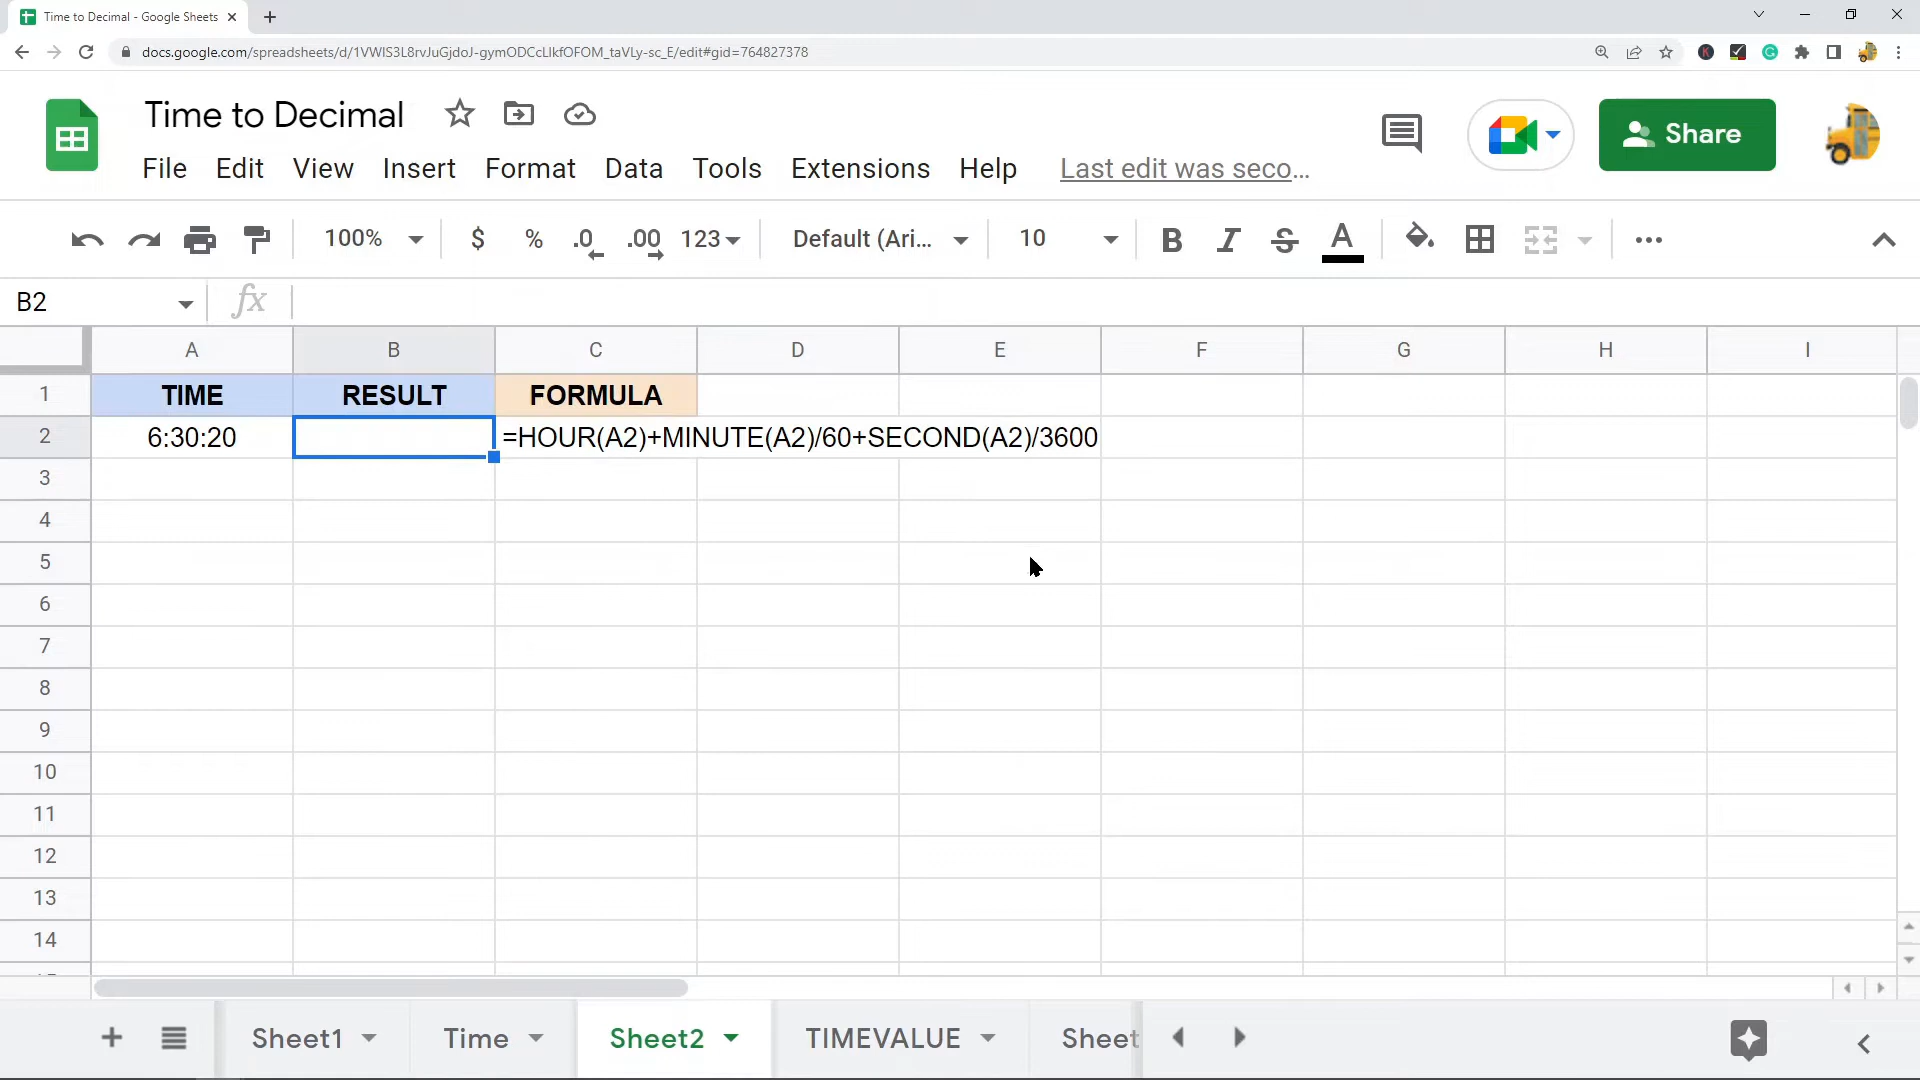 Time to Decimal - Google Sheets
docs.google.com/spreadsheets/d/1VWIS3L8rvJuGjdoJ-gymODCcLlkfOFOM_taVLy-sc_E/edit#gid=764827378
Time to Decimal
Share
File Edit View Insert Format Data Tools Extensions Help Last edit was seco...
100% $ % .0 .00 123 Default (Ari... 10 B I S A
B2 fx
A B C D E F G H I
1 TIME RESULT FORMULA
2 6:30:20 =HOUR(A2)+MINUTE(A2)/60+SECOND(A2)/3600
3
4
5
6
7
8
9
10
11
12
13
14
Sheet1 Time Sheet2 TIMEVALUE Sheet